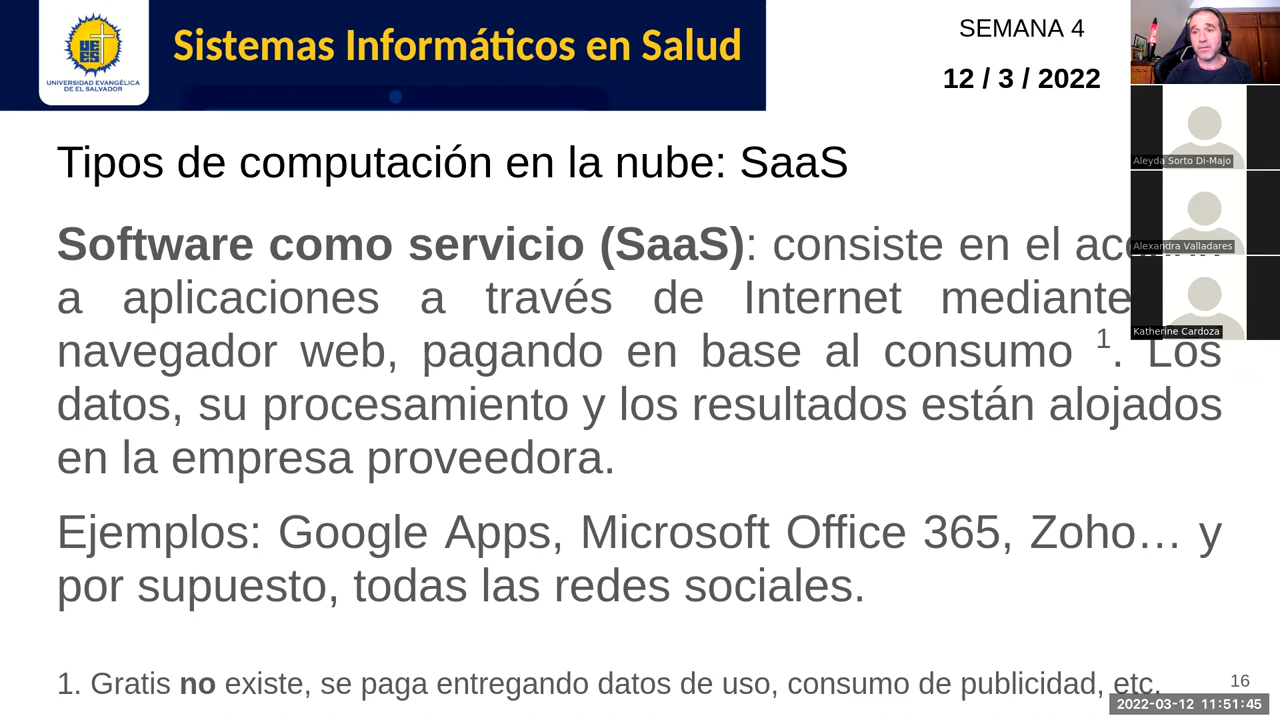 UNIVERSIDAD EVANGÉLICA
DE EL SALVADOR
Sistemas Informáticos en Salud
SEMANA 4
12 / 3 / 2022
Tipos de computación en la nube: SaaS
Software como servicio (SaaS): consiste en el
a aplicaciones a través de Internet mediante
navegador web, pagando en base al consumo 1. Los
datos, su procesamiento y los resultados están alojados
en la empresa proveedora.
Ejemplos: Google Apps, Microsoft Office 365, Zoho… y
por supuesto, todas las redes sociales.
1. Gratis no existe, se paga entregando datos de uso, consumo de publicidad, etc.
16
Aleyda Sorto Di-Majo
Alexandra Valladares
Katherine Cardoza
2022-03-12 11:51:45